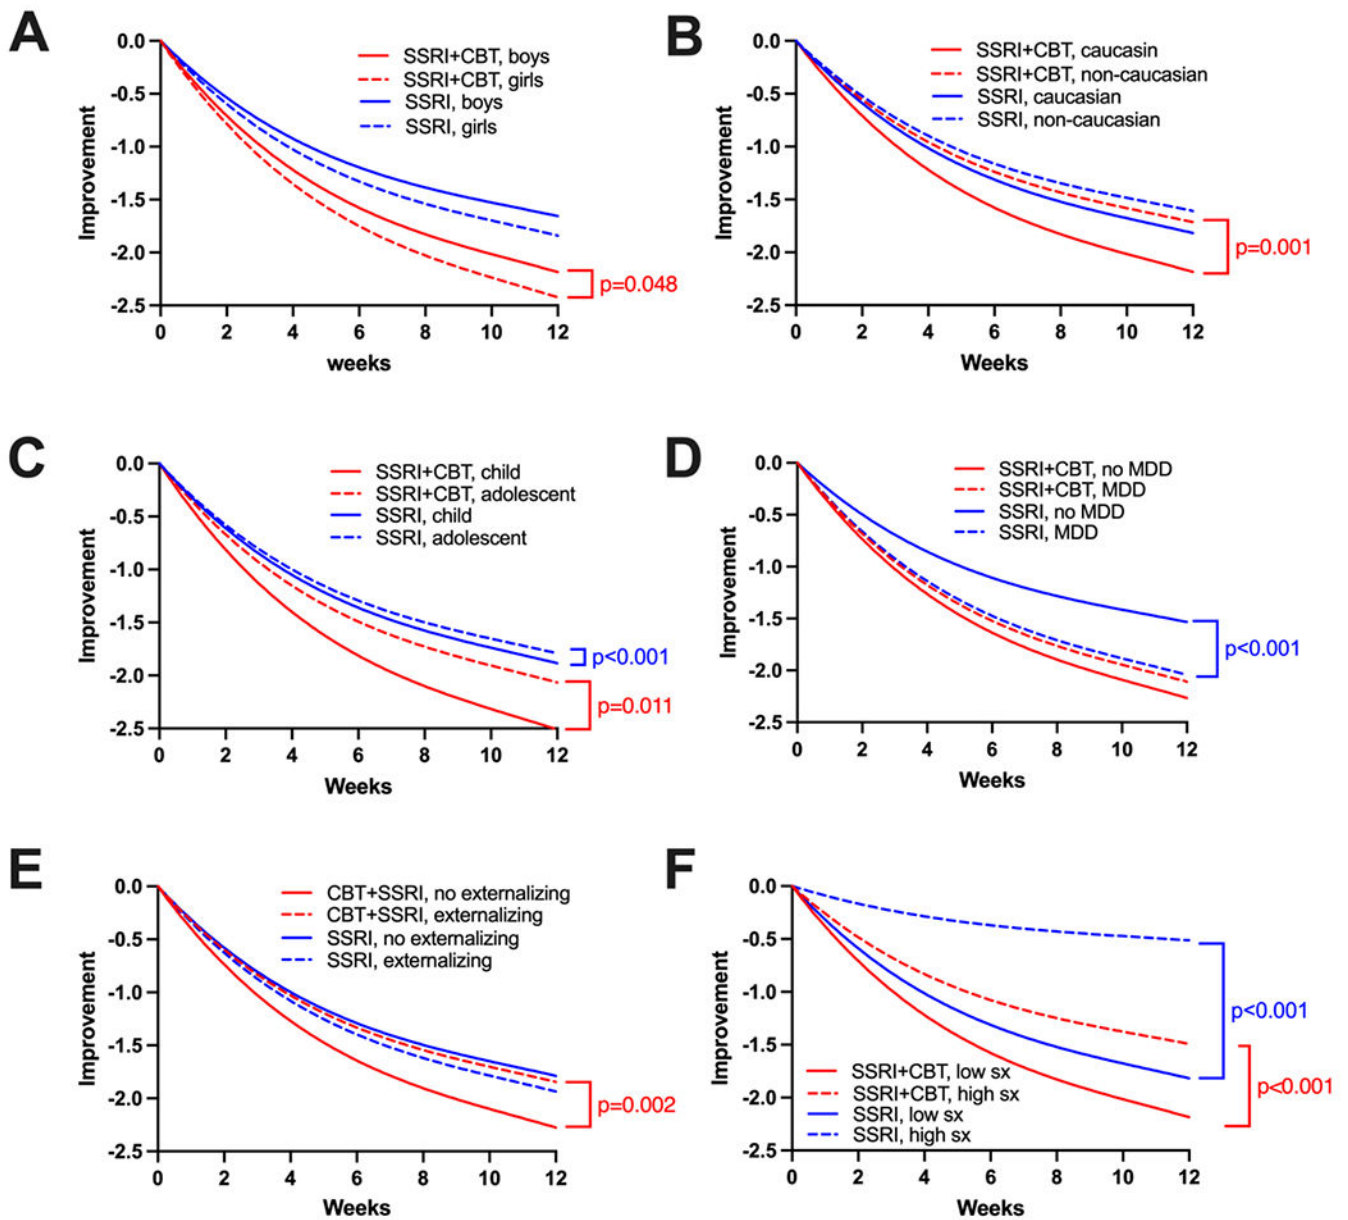 A
SSRI+CBT, boys
SSRI+CBT, girls
SSRI, boys
SSRI, girls
0.0
-0.5
-1.0
-1.5
-2.0
-2.5
Improvement
p=0.048
0 2 4 6 8 10 12
weeks
B
SSRI+CBT, caucasin
SSRI+CBT, non-caucasian
SSRI, caucasian
SSRI, non-caucasian
0.0
-0.5
-1.0
-1.5
-2.0
-2.5
Improvement
p=0.001
0 2 4 6 8 10 12
Weeks
C
SSRI+CBT, child
SSRI+CBT, adolescent
SSRI, child
SSRI, adolescent
0.0
-0.5
-1.0
-1.5
-2.0
-2.5
Improvement
p<0.001
p=0.011
0 2 4 6 8 10 12
Weeks
D
SSRI+CBT, no MDD
SSRI+CBT, MDD
SSRI, no MDD
SSRI, MDD
0.0
-0.5
-1.0
-1.5
-2.0
-2.5
Improvement
p<0.001
0 2 4 6 8 10 12
Weeks
E
CBT+SSRI, no externalizing
CBT+SSRI, externalizing
SSRI, no externalizing
SSRI, externalizing
0.0
-0.5
-1.0
-1.5
-2.0
-2.5
Improvement
p=0.002
0 2 4 6 8 10 12
Weeks
F
0.0
-0.5
-1.0
-1.5
-2.0
-2.5
Improvement
p<0.001
p<0.001
SSRI+CBT, low sx
SSRI+CBT, high sx
SSRI, low sx
SSRI, high sx
0 2 4 6 8 10 12
Weeks